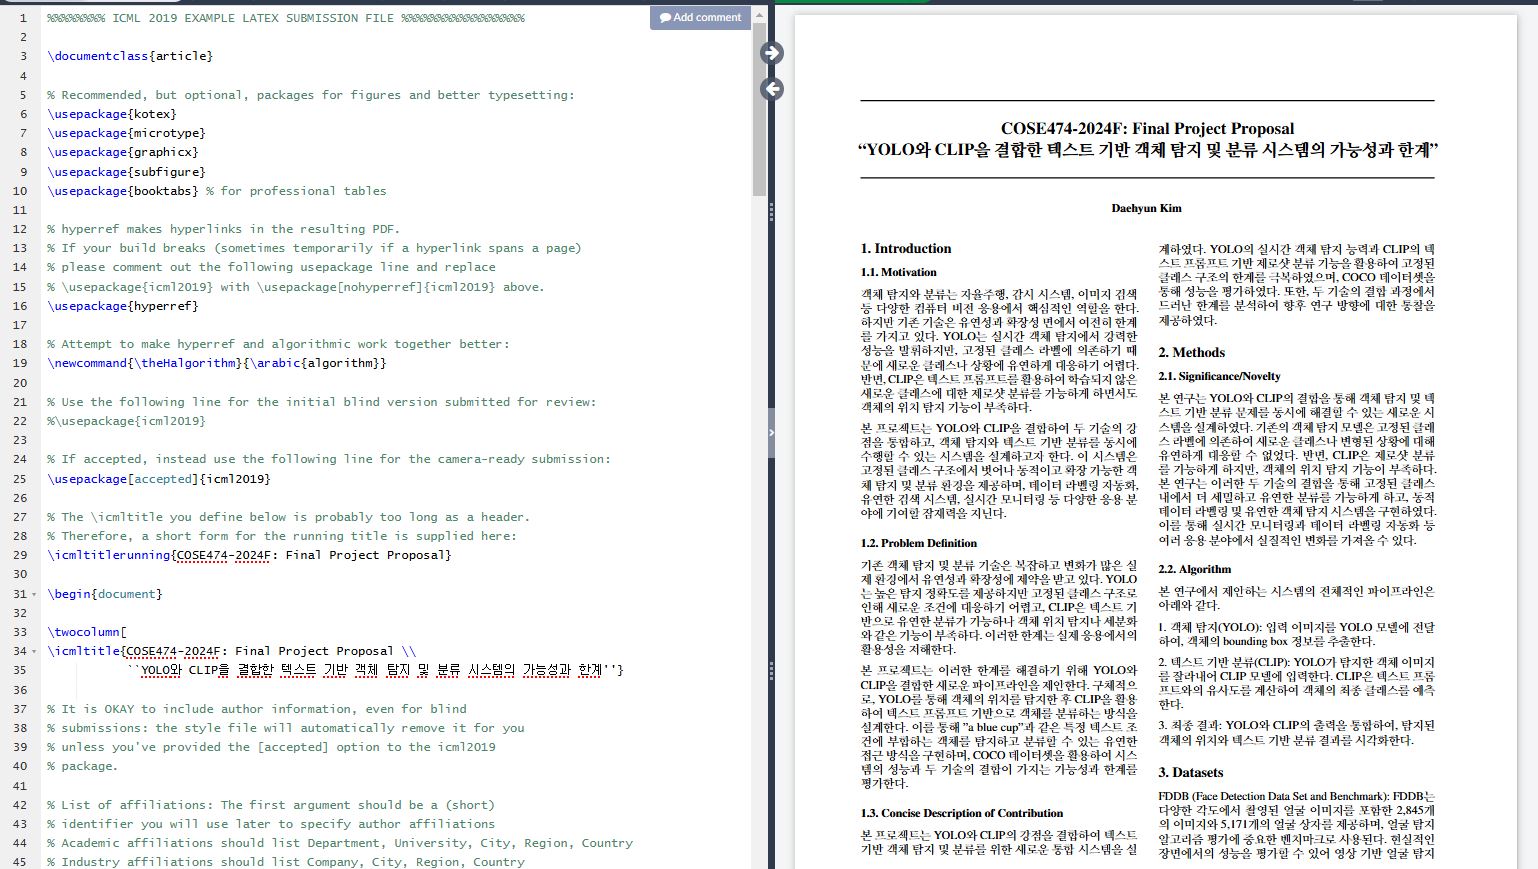 1 %%%%%%%% ICML 2019 EXAMPLE LATEX SUBMISSION FILE %%%%%%%%%%%%%%%%%
Add comment
2
3 \documentclass{article}
4
5 % Recommended, but optional, packages for figures and better typesetting:
6 \usepackage{kotex}
7 \usepackage{microtype}
8 \usepackage{graphicx}
9 \usepackage{subfigure}
10 \usepackage{booktabs} % for professional tables
11
12 % hyperref makes hyperlinks in the resulting PDF.
13 % If your build breaks (sometimes temporarily if a hyperlink spans a page)
14 % please comment out the following usepackage line and replace
15 % \usepackage{icml2019} with \usepackage[nohyperref]{icml2019} above.
16 \usepackage{hyperref}
17
18 % Attempt to make hyperref and algorithmic work together better:
19 \newcommand{\theHalgorithm}{\arabic{algorithm}}
20
21 % Use the following line for the initial blind version submitted for review:
22 %\usepackage{icml2019}
23
24 % If accepted, instead use the following line for the camera-ready submission:
25 \usepackage[accepted]{icml2019}
26
27 % The \icmltitle you define below is probably too long as a header.
28 % Therefore, a short form for the running title is supplied here:
29 \icmltitlerunning{COSE474-2024F: Final Project Proposal}
30
31 \begin{document}
32
33 \twocolumn[
34 \icmltitle{COSE474-2024F: Final Project Proposal \\
35 ``YOLO와 CLIP을 결합한 텍스트 기반 객체 탐지 및 분류 시스템의 가능성과 한계''}
36
37 % It is OKAY to include author information, even for blind
38 % submissions: the style file will automatically remove it for you
39 % unless you've provided the [accepted] option to the icml2019
40 % package.
41
42 % List of affiliations: The first argument should be a (short)
43 % identifier you will use later to specify author affiliations
44 % Academic affiliations should list Department, University, City, Region, Country
45 % Industry affiliations should list Company, City, Region, Country
COSE474-2024F: Final Project Proposal
“YOLO와 CLIP을 결합한 텍스트 기반 객체 탐지 및 분류 시스템의 가능성과 한계”
Daehyun Kim
1. Introduction
1.1. Motivation
객체 탐지와 분류는 자율주행, 감시 시스템, 이미지 검색
등 다양한 컴퓨터 비전 응용에서 핵심적인 역할을 한다.
하지만 기존 기술은 유연성과 확장성 면에서 여전히 한계
를 가지고 있다. YOLO는 실시간 객체 탐지에서 강력한
성능을 발휘하지만, 고정된 클래스 라벨에 의존하기 때
문에 새로운 클래스나 상황에 유연하게 대응하기 어렵다.
반면, CLIP은 텍스트 프롬프트를 활용하여 학습되지 않은
새로운 클래스에 대한 제로샷 분류를 가능하게 하면서도
객체의 위치 탐지 기능이 부족하다.
본 프로젝트는 YOLO와 CLIP을 결합하여 두 기술의 강
점을 통합하고, 객체 탐지와 텍스트 기반 분류를 동시에
수행할 수 있는 시스템을 설계하고자 한다. 이 시스템은
고정된 클래스 구조에서 벗어나 동적이고 확장 가능한 객
체 탐지 및 분류 환경을 제공하며, 데이터 라벨링 자동화,
유연한 검색 시스템, 실시간 모니터링 등 다양한 응용 분
야에 기여할 잠재력을 지닌다.
1.2. Problem Definition
기존 객체 탐지 및 분류 기술은 복잡하고 변화가 많은 실
제 환경에서 유연성과 확장성에 제약을 받고 있다. YOLO
는 높은 탐지 정확도를 제공하지만 고정된 클래스 구조로
인해 새로운 조건에 대응하기 어렵고, CLIP은 텍스트 기
반으로 유연한 분류가 가능하나 객체 위치 탐지나 세분화
와 같은 기능이 부족하다. 이러한 한계는 실제 응용에서의
활용성을 저해한다.
본 프로젝트는 이러한 한계를 해결하기 위해 YOLO와
CLIP을 결합한 새로운 파이프라인을 제안한다. 구체적으
로, YOLO를 통해 객체의 위치를 탐지한 후 CLIP을 활용
하여 텍스트 프롬프트 기반으로 객체를 분류하는 방식을
설계한다. 이를 통해 ”a blue cup”과 같은 특정 텍스트 조
건에 부합하는 객체를 탐지하고 분류할 수 있는 유연한
접근 방식을 구현하며, COCO 데이터셋을 활용하여 시스
템의 성능과 두 기술의 결합이 가지는 가능성과 한계를
평가한다.
1.3. Concise Description of Contribution
본 프로젝트는 YOLO와 CLIP의 강점을 결합하여 텍스트
기반 객체 탐지 및 분류를 위한 새로운 통합 시스템을 설
계하였다. YOLO의 실시간 객체 탐지 능력과 CLIP의 텍
스트 프롬프트 기반 제로샷 분류 기능을 활용하여 고정된
클래스 구조의 한계를 극복하였으며, COCO 데이터셋을
통해 성능을 평가하였다. 또한, 두 기술의 결합 과정에서
드러난 한계를 분석하여 향후 연구 방향에 대한 통찰을
제공하였다.
2. Methods
2.1. Significance/Novelty
본 연구는 YOLO와 CLIP의 결합을 통해 객체 탐지 및 텍
스트 기반 분류 문제를 동시에 해결할 수 있는 새로운 시
스템을 설계하였다. 기존의 객체 탐지 모델은 고정된 클래
스 라벨에 의존하여 새로운 클래스나 변형된 상황에 대해
유연하게 대응할 수 없었다. 반면, CLIP은 제로샷 분류
를 가능하게 하지만, 객체의 위치 탐지 기능이 부족하다.
본 연구는 이러한 두 기술의 결합을 통해 고정된 클래스
내에서 더 세밀하고 유연한 분류를 가능하게 하고, 동적
데이터 라벨링 및 유연한 객체 탐지 시스템을 구현하였다.
이를 통해 실시간 모니터링과 데이터 라벨링 자동화 등
여러 응용 분야에서 실질적인 변화를 가져올 수 있다.
2.2. Algorithm
본 연구에서 제안하는 시스템의 전체적인 파이프라인은
아래와 같다.
1. 객체 탐지(YOLO): 입력 이미지를 YOLO 모델에 전달
하여, 객체의 bounding box 정보를 추출한다.
2. 텍스트 기반 분류(CLIP): YOLO가 탐지한 객체 이미지
를 잘라내어 CLIP 모델에 입력한다. CLIP은 텍스트 프롬
프트와의 유사도를 계산하여 객체의 최종 클래스를 예측
한다.
3. 최종 결과: YOLO와 CLIP의 출력을 통합하여, 탐지된
객체의 위치와 텍스트 기반 분류 결과를 시각화한다.
3. Datasets
FDDB (Face Detection Data Set and Benchmark): FDDB는
다양한 각도에서 촬영된 얼굴 이미지를 포함한 2,845개
의 이미지와 5,171개의 얼굴 상자를 제공하며, 얼굴 탐지
알고리즘 평가에 중요한 벤치마크로 사용된다. 현실적인
장면에서의 성능을 평가할 수 있어 영상 기반 얼굴 탐지